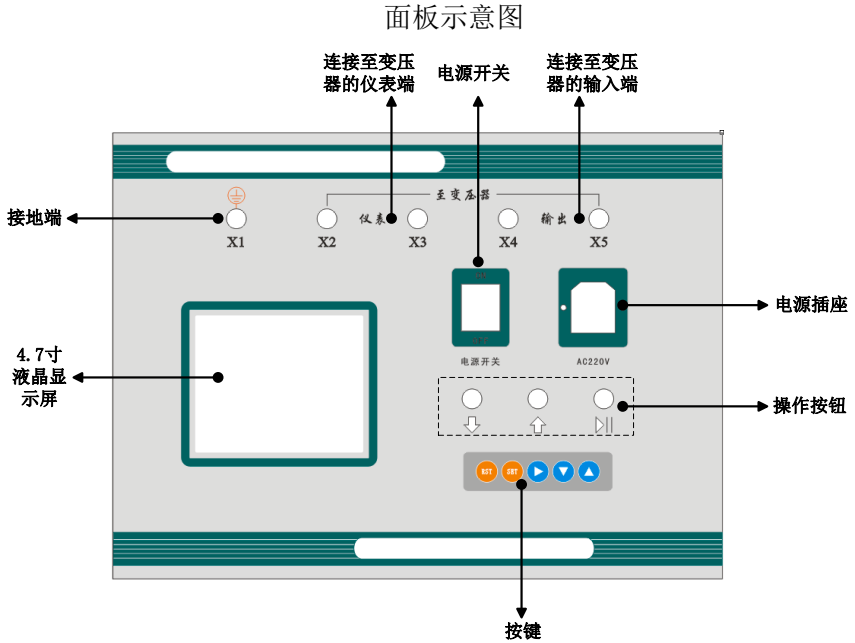 面板示意图
连接至变压
器的仪表端
电源开关
连接至变压
器的输入端
至变压器
接地端
仪表
输出
X1
X2
X3
X4
X5
电源插座
4.7寸
液晶显
示屏
电源开关
AC220V
操作按钮
RST
SET
按键